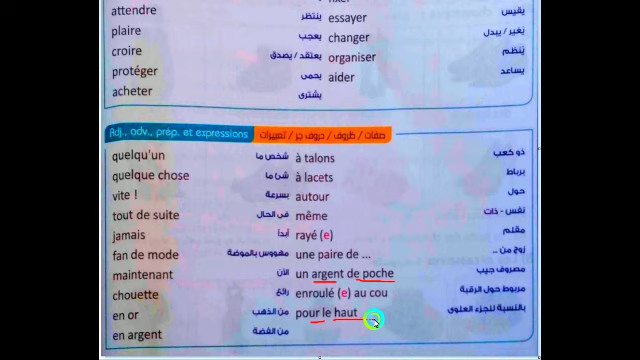 attendre ينتظر
plaire يعجب
croire يعتقد / يصدق
protéger يحمى
acheter يشترى
يقيس
essayer
changer يغير / يبدل
organiser ينظم
aider يساعد
Adj., adv., prép. et expressions صفات / ظروف / حروف جر / تعبيرات
quelqu'un شخص ما
quelque chose شئ ما
vite ! بسرعة
tout de suite فى الحال
jamais أبدا
fan de mode مهووس بالموضة
maintenant الآن
chouette رائع
en or من الذهب
en argent من الفضة
à talons ذو كعب
à lacets برباط
autour حول
même نفس - ذات
rayé (e) مقلم
une paire de ... زوج من ..
un argent de poche مصروف جيب
enroulé (e) au cou مربوط حول الرقبة
pour le haut بالنسبة للجزء العلوى